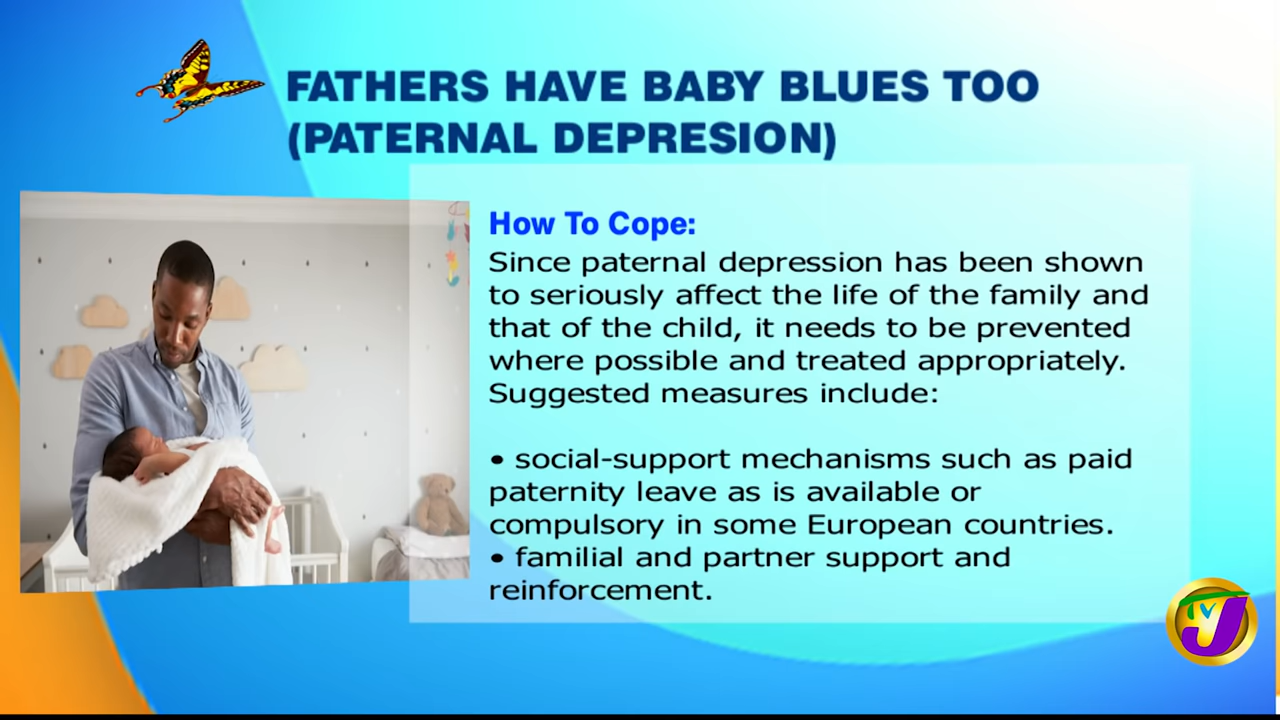 FATHERS HAVE BABY BLUES TOO
(PATERNAL DEPRESION)
How To Cope:
Since paternal depression has been shown
to seriously affect the life of the family and
that of the child, it needs to be prevented
where possible and treated appropriately.
Suggested measures include:
• social-support mechanisms such as paid
paternity leave as is available or
compulsory in some European countries.
• familial and partner support and
reinforcement.
TVJ